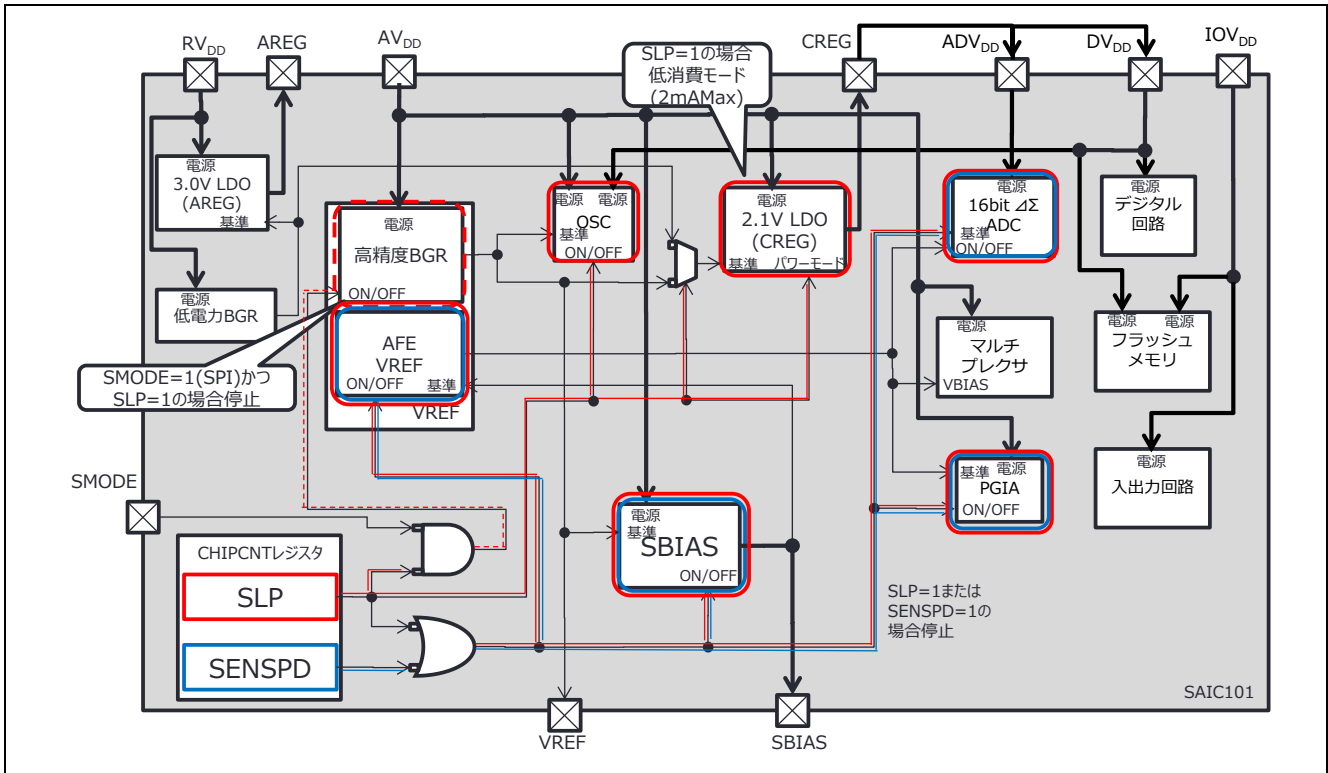 RVDD
AREG
AVDD
CREG
ADVDD
DVDD
IOVDD
SLP=1の場合
低消費モード
(2mAMax)
電源
3.0V LDO
(AREG)
基準
電源
低電力BGR
電源
高精度BGR
ON/OFF
AFE
VREF
ON/OFF
基準
VREF
SMODE=1(SPI)かつ
SLP=1の場合停止
電源
電源
OSC
基準
ON/OFF
電源
2.1V LDO
(CREG)
基準
パワーモード
電源
16bit ⊿Σ
ADC
基準
ON/OFF
電源
デジタル
回路
電源
マルチ
プレクサ
VBIAS
電源
電源
フラッシュ
メモリ
基準
電源
PGIA
ON/OFF
電源
入出力回路
SMODE
CHIPCNTレジスタ
SLP
SENSPD
電源
基準
SBIAS
ON/OFF
SLP=1または
SENSPD=1の
場合停止
SAIC101
VREF
SBIAS